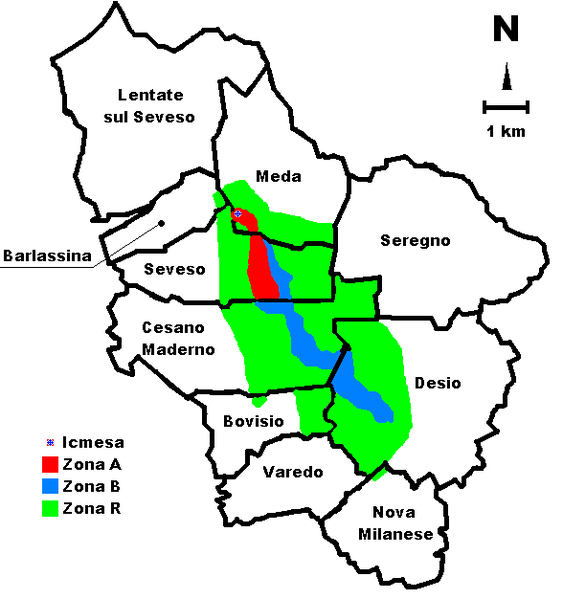 N
1 km
Lentate
sul Seveso
Meda
Barlassina
Seregno
Seveso
Cesano
Maderno
Desio
Bovisio
Varedo
Nova
Milanese
Icmesa
Zona A
Zona B
Zona R